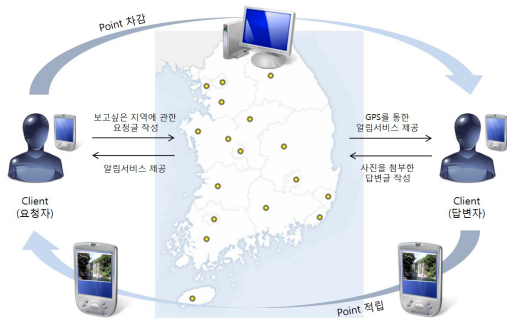 Point 차감
보고싶은 지역에 관한
요청글 작성
알림서비스 제공
GPS를 통한
알림서비스 제공
사진을 첨부한
답변글 작성
Client
(요청자)
Client
(답변자)
Point 적립